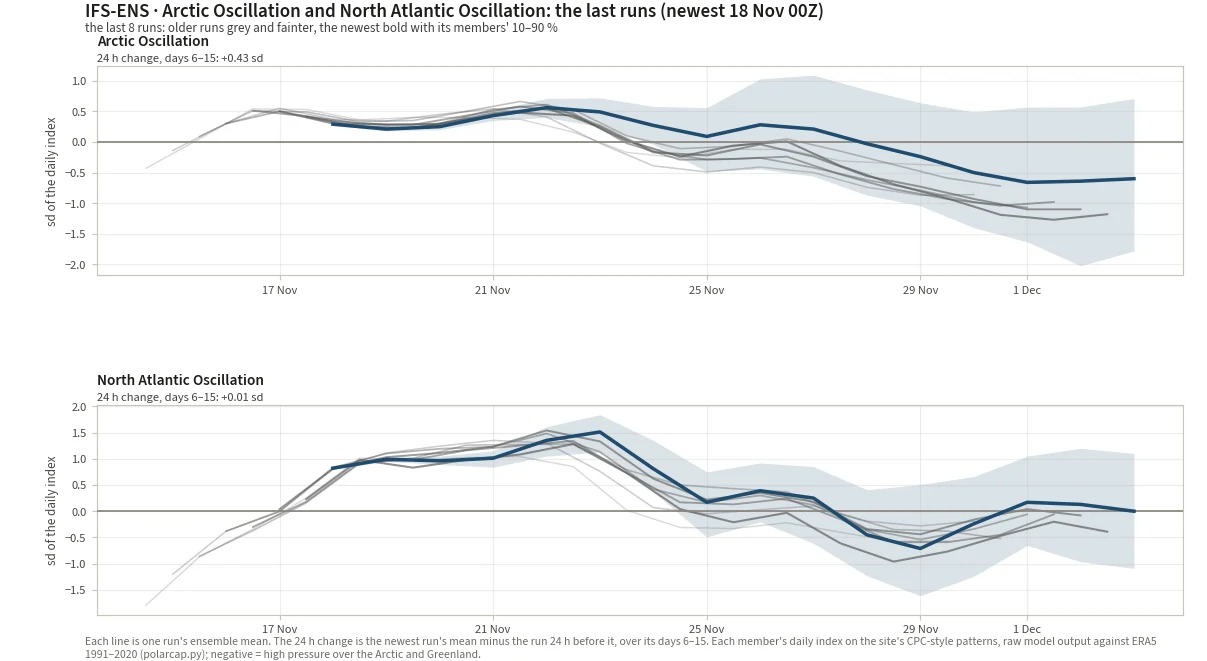 IFS-ENS · Arctic Oscillation and North Atlantic Oscillation: the last runs (newest 18 Nov 00Z)
the last 8 runs: older runs grey and fainter, the newest bold with its members' 10–90 %
Arctic Oscillation
24 h change, days 6–15: +0.43 sd
sd of the daily index
1.0
0.5
0.0
−0.5
−1.0
−1.5
−2.0
17 Nov
21 Nov
25 Nov
29 Nov
1 Dec
North Atlantic Oscillation
24 h change, days 6–15: +0.01 sd
sd of the daily index
2.0
1.5
1.0
0.5
0.0
−0.5
−1.0
−1.5
17 Nov
21 Nov
25 Nov
29 Nov
1 Dec
Each line is one run's ensemble mean. The 24 h change is the newest run's mean minus the run 24 h before it, over its days 6–15. Each member's daily index on the site's CPC-style patterns, raw model output against ERA5
1991–2020 (polarcap.py); negative = high pressure over the Arctic and Greenland.